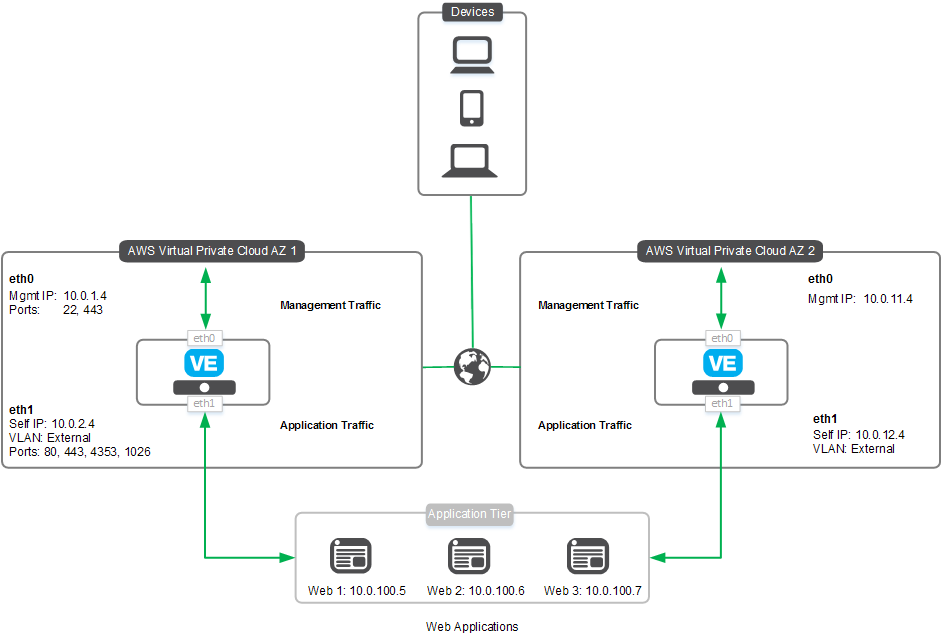 Devices
AWS Virtual Private Cloud AZ 1
eth0
Mgmt IP: 10.0.1.4
Ports: 22, 443
Management Traffic
eth0
VE
eth1
eth1
Self IP: 10.0.2.4
VLAN: External
Ports: 80, 443, 4353, 1026
Application Traffic
AWS Virtual Private Cloud AZ 2
Management Traffic
eth0
Mgmt IP: 10.0.11.4
eth0
VE
eth1
Application Traffic
eth1
Self IP: 10.0.12.4
VLAN: External
Application Tier
Web 1: 10.0.100.5
Web 2: 10.0.100.6
Web 3: 10.0.100.7
Web Applications